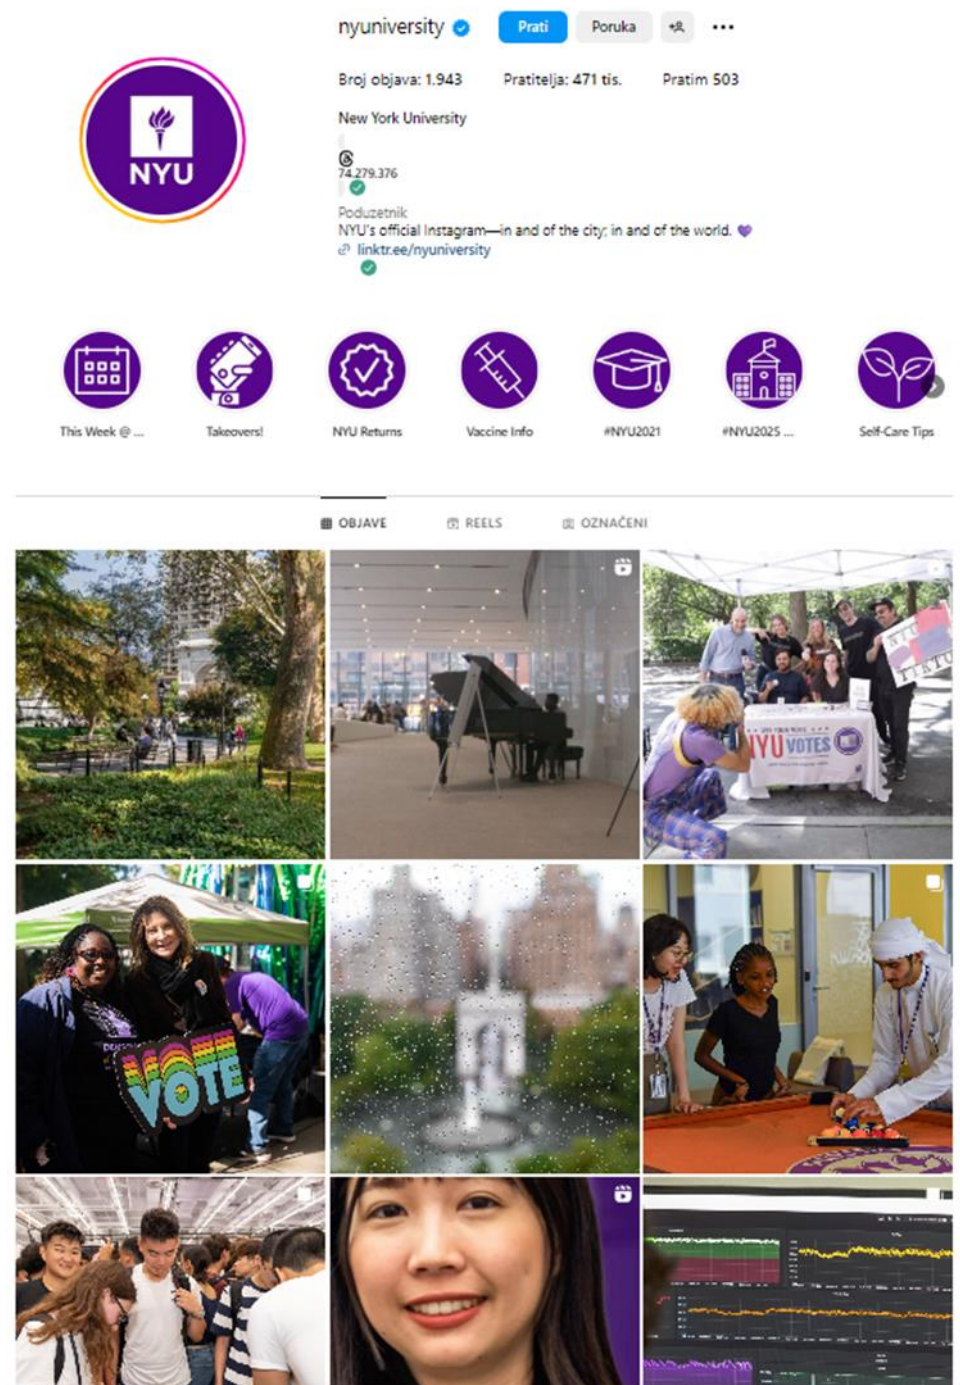 nyuniversity
Prati
Poruka
Broj objava: 1.943
Pratitelja: 471 tis.
Pratim 503
New York University
74.279.376
Poduzetnik
NYU's official Instagram—in and of the city; in and of the world. 💜
linktr.ee/nyuniversity
NYU
This Week @ ...
Takeovers!
NYU Returns
Vaccine Info
#NYU2021
#NYU2025 ...
Self-Care Tips
OBJAVE
REELS
OZNAČENI
NYU VOTES
VOTE